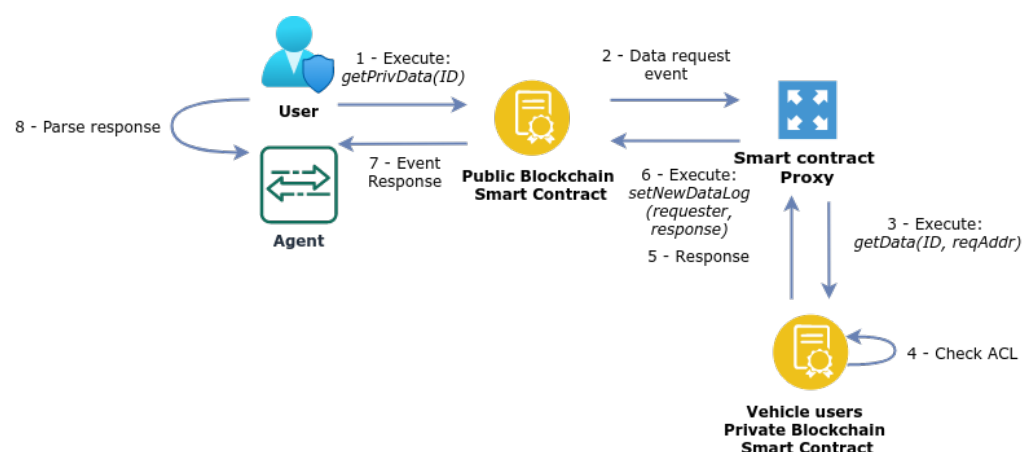 1 - Execute:
getPrivData(ID)
User
2 - Data request
event
8 - Parse response
7 - Event
Response
Agent
Public Blockchain
Smart Contract
Smart contract
Proxy
6 - Execute:
setNewDataLog
(requester,
response)
5 - Response
3 - Execute:
getData(ID, reqAddr)
4 - Check ACL
Vehicle users
Private Blockchain
Smart Contract